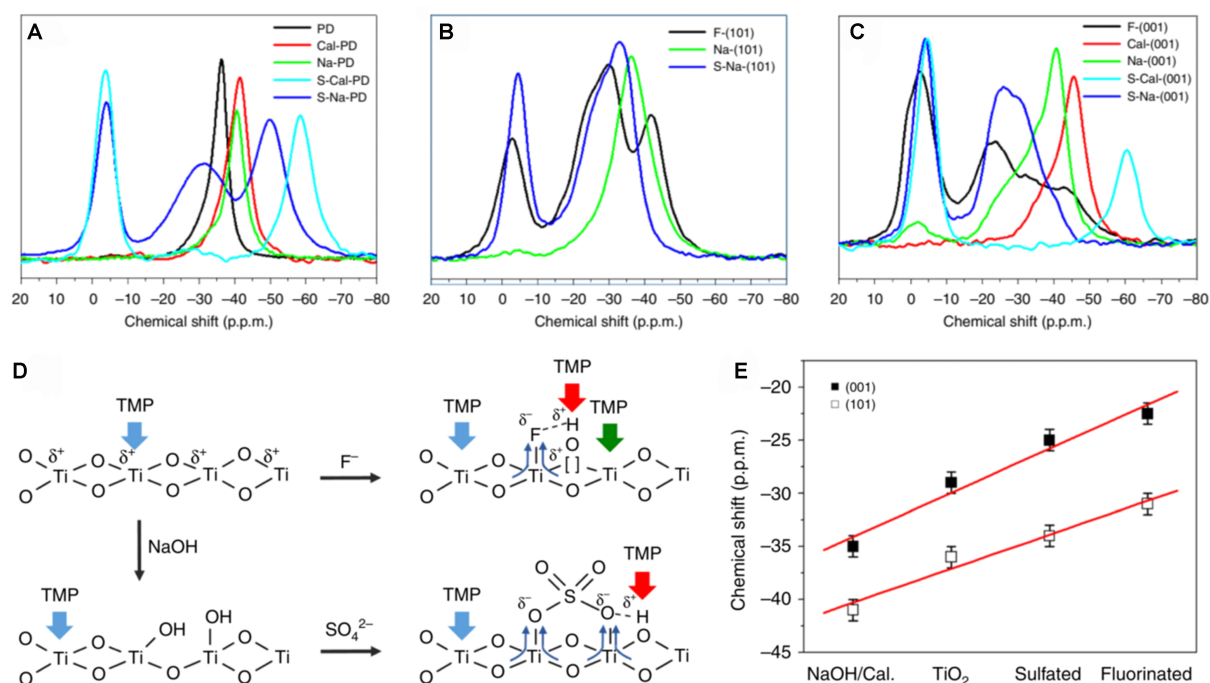 A
PD
Cal-PD
Na-PD
S-Cal-PD
S-Na-PD
20 10 0 -10 -20 -30 -40 -50 -60 -70 -80
Chemical shift (p.p.m.)
B
F-(101)
Na-(101)
S-Na-(101)
20 10 0 -10 -20 -30 -40 -50 -60 -70 -80
Chemical shift (p.p.m.)
C
F-(001)
Cal-(001)
Na-(001)
S-Cal-(001)
S-Na-(001)
20 10 0 -10 -20 -30 -40 -50 -60 -70 -80
Chemical shift (p.p.m.)
D
TMP
O δ+ O δ+ O δ+ O δ+
Ti Ti Ti Ti
O O O O
F−
TMP
TMP
TMP
δ− δ+ H
F O
O O δ+ [ ] O
Ti Ti Ti Ti
O O O O
NaOH
TMP
OH OH
O O O
Ti Ti Ti Ti
O O O O
SO₄²⁻
TMP
TMP
O O
S
δ− δ− δ+
O O H
O O O O
Ti Ti Ti Ti
O O O O
E
(001)
(101)
Chemical shift (p.p.m.)
–20
–25
–30
–35
–40
–45
NaOH/Cal. TiO₂ Sulfated Fluorinated